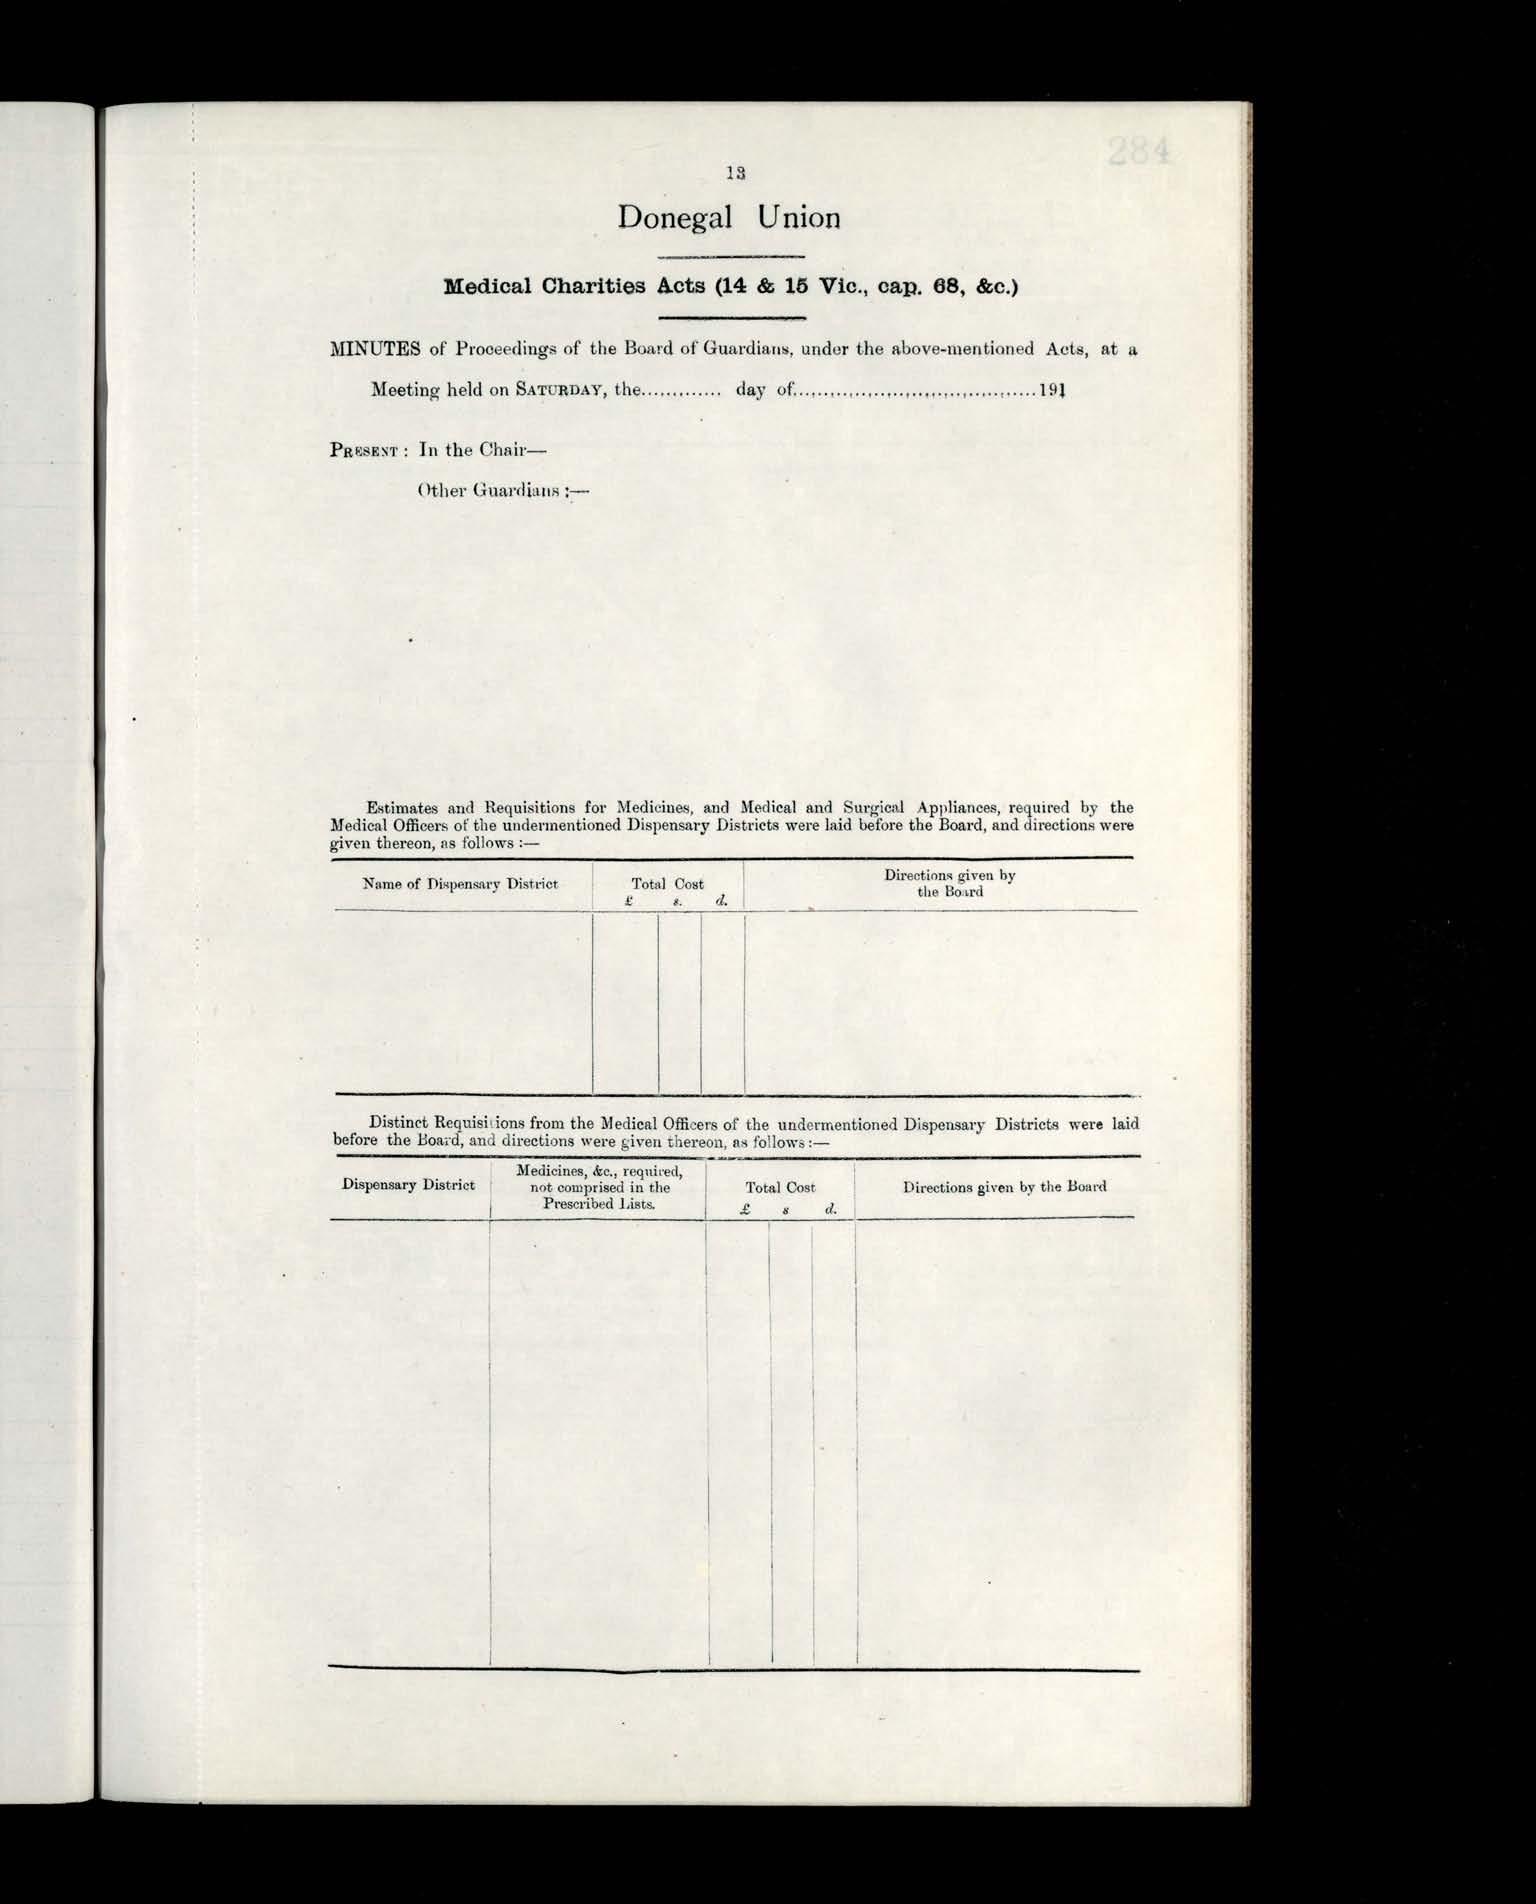 284
13
Donegal Union
Medical Charities Acts (14 & 15 Vic., cap. 68, &c.)
MINUTES of Proceedings of the Board of Guardians, under the above-mentioned Acts, at a
Meeting held on SATURDAY, the............. day of.......................................191
PRESENT : In the Chair—
Other Guardians :—
Estimates and Requisitions for Medicines, and Medical and Surgical Appliances, required by the
Medical Officers of the undermentioned Dispensary Districts were laid before the Board, and directions were
given thereon, as follows :—
Name of Dispensary District
Total Cost
£ s. d.
Directions given by
the Board
Distinct Requisitions from the Medical Officers of the undermentioned Dispensary Districts were laid
before the Board, and directions were given thereon, as follows :—
Dispensary District
Medicines, &c., required,
not comprised in the
Prescribed Lists.
Total Cost
£ s d.
Directions given by the Board